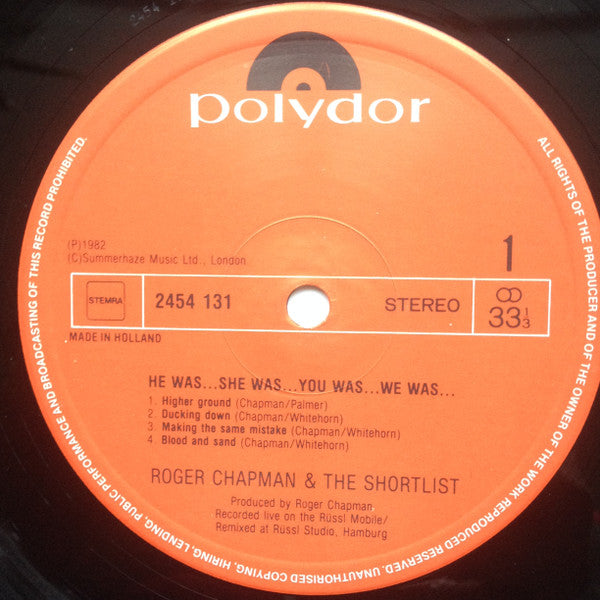 2454 131
polydor
(P)1982
(C)Summerhaze Music Ltd., London
1
STEMRA
2454 131
STEREO
33⅓
MADE IN HOLLAND
HE WAS...SHE WAS...YOU WAS...WE WAS...
1. Higher ground (Chapman/Palmer)
2. Ducking down (Chapman/Whitehorn)
3. Making the same mistake (Chapman/Whitehorn)
4. Blood and sand (Chapman/Whitehorn)
ROGER CHAPMAN & THE SHORTLIST
Produced by Roger Chapman
Recorded live on the Rüssl Mobile/
Remixed at Rüssl Studio, Hamburg
ALL RIGHTS OF THE PRODUCER AND OF THE OWNER OF THE WORK REPRODUCED RESERVED. UNAUTHORISED COPYING, HIRING, LENDING, PUBLIC PERFORMANCE AND BROADCASTING OF THIS RECORD PROHIBITED.